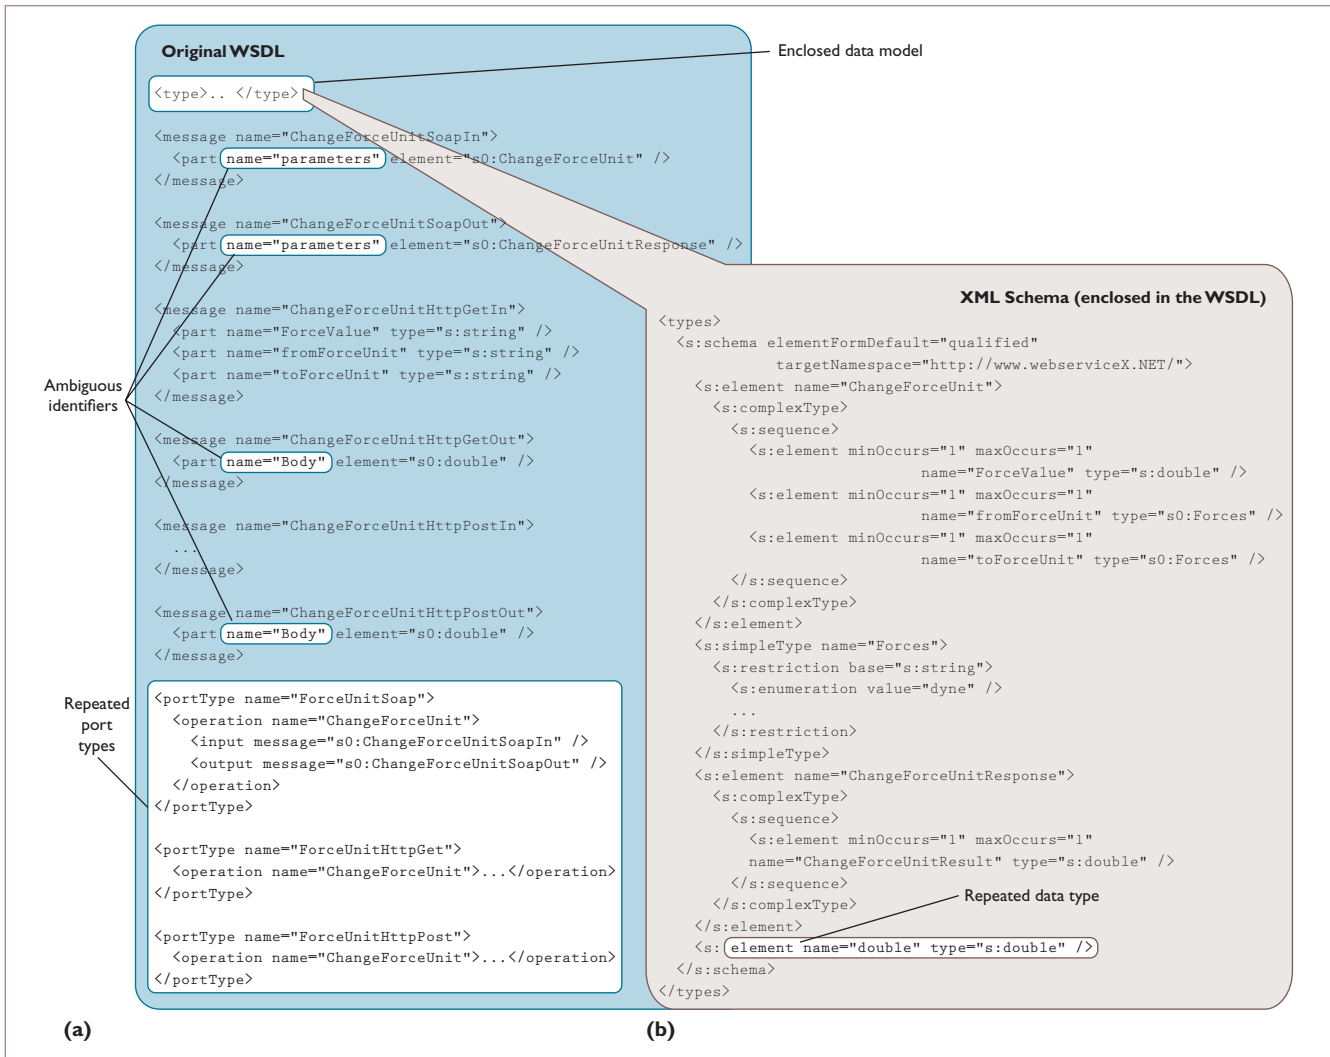 Original WSDL
Enclosed data model
<type>.. </type>
<message name="ChangeForceUnitSoapIn">
<part name="parameters" element="s0:ChangeForceUnit" />
</message>
<message name="ChangeForceUnitSoapOut">
<part name="parameters" element="s0:ChangeForceUnitResponse" />
</message>
<message name="ChangeForceUnitHttpGetIn">
<part name="ForceValue" type="s:string" />
<part name="fromForceUnit" type="s:string" />
<part name="toForceUnit" type="s:string" />
</message>
Ambiguous
identifiers
<message name="ChangeForceUnitHttpGetOut">
<part name="Body" element="s0:double" />
</message>
<message name="ChangeForceUnitHttpPostIn">
...
</message>
<message name="ChangeForceUnitHttpPostOut">
<part name="Body" element="s0:double" />
</message>
Repeated
port
types
<portType name="ForceUnitSoap">
<operation name="ChangeForceUnit">
<input message="s0:ChangeForceUnitSoapIn" />
<output message="s0:ChangeForceUnitSoapOut" />
</operation>
</portType>
<portType name="ForceUnitHttpGet">
<operation name="ChangeForceUnit">...</operation>
</portType>
<portType name="ForceUnitHttpPost">
<operation name="ChangeForceUnit">...</operation>
</portType>
(a)
XML Schema (enclosed in the WSDL)
<types>
<s:schema elementFormDefault="qualified"
targetNamespace="http://www.webserviceX.NET/">
<s:element name="ChangeForceUnit">
<s:complexType>
<s:sequence>
<s:element minOccurs="1" maxOccurs="1"
name="ForceValue" type="s:double" />
<s:element minOccurs="1" maxOccurs="1"
name="fromForceUnit" type="s0:Forces" />
<s:element minOccurs="1" maxOccurs="1"
name="toForceUnit" type="s0:Forces" />
</s:sequence>
</s:complexType>
</s:element>
<s:simpleType name="Forces">
<s:restriction base="s:string">
<s:enumeration value="dyne" />
...
</s:restriction>
</s:simpleType>
<s:element name="ChangeForceUnitResponse">
<s:complexType>
<s:sequence>
<s:element minOccurs="1" maxOccurs="1"
name="ChangeForceUnitResult" type="s:double" />
</s:sequence>
</s:complexType>
Repeated data type
</s:element>
<s: element name="double" type="s:double" />
</s:schema>
</types>
(b)